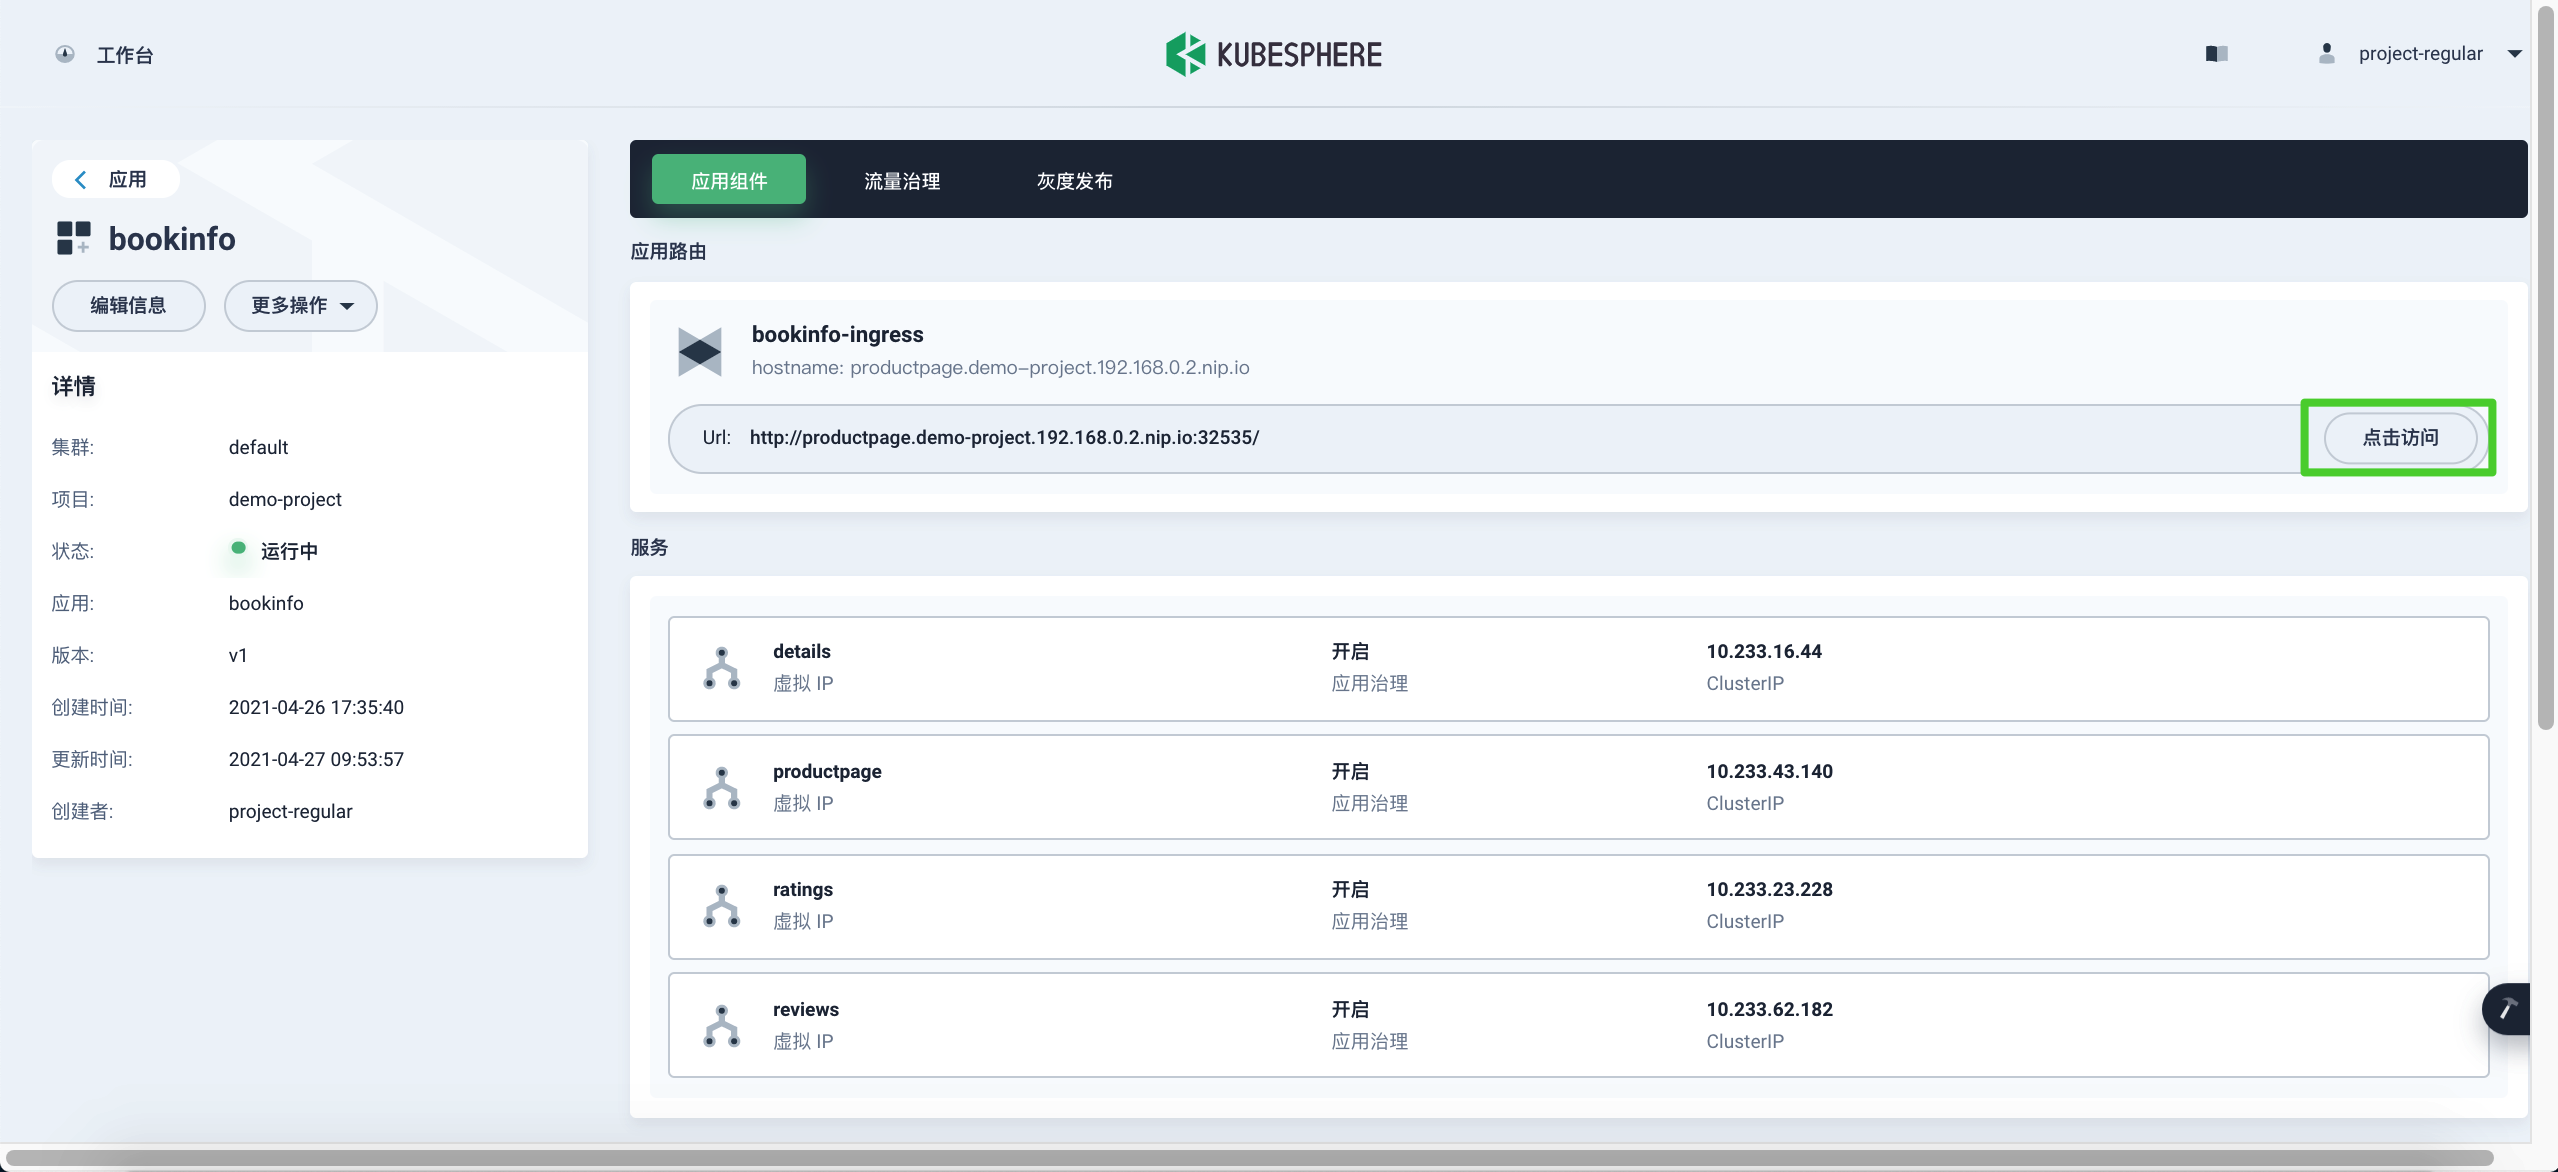 工作台
KUBESPHERE
project-regular
应用
bookinfo
编辑信息
更多操作
详情
集群: default
项目: demo-project
状态: 运行中
应用: bookinfo
版本: v1
创建时间: 2021-04-26 17:35:40
更新时间: 2021-04-27 09:53:57
创建者: project-regular
应用组件
流量治理
灰度发布
应用路由
bookinfo-ingress
hostname: productpage.demo-project.192.168.0.2.nip.io
Url: http://productpage.demo-project.192.168.0.2.nip.io:32535/
点击访问
服务
details 开启 10.233.16.44
虚拟 IP 应用治理 ClusterIP
productpage 开启 10.233.43.140
虚拟 IP 应用治理 ClusterIP
ratings 开启 10.233.23.228
虚拟 IP 应用治理 ClusterIP
reviews 开启 10.233.62.182
虚拟 IP 应用治理 ClusterIP